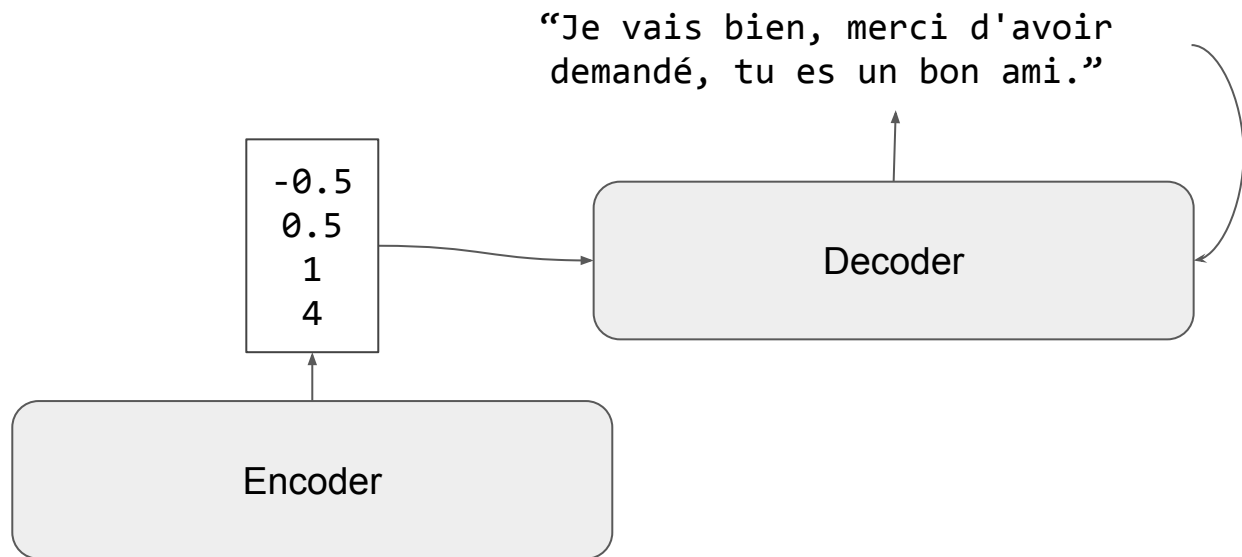 “Je vais bien, merci d'avoir
demandé, tu es un bon ami.”
-0.5
0.5
1
4
Decoder
Encoder